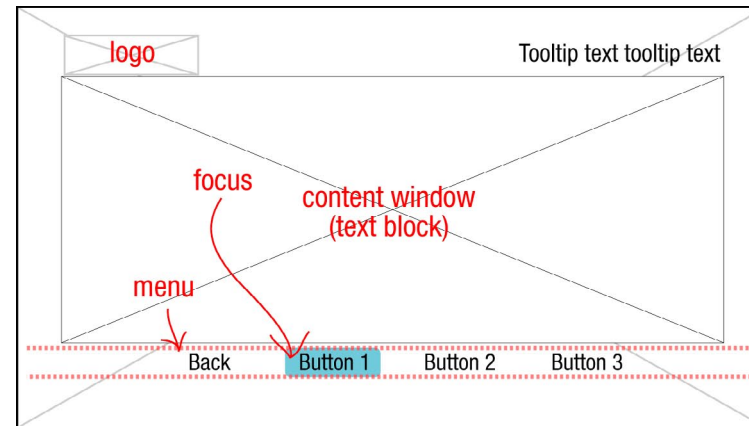 logo
Tooltip text tooltip text
focus
content window
(text block)
menu
Back
Button 1
Button 2
Button 3